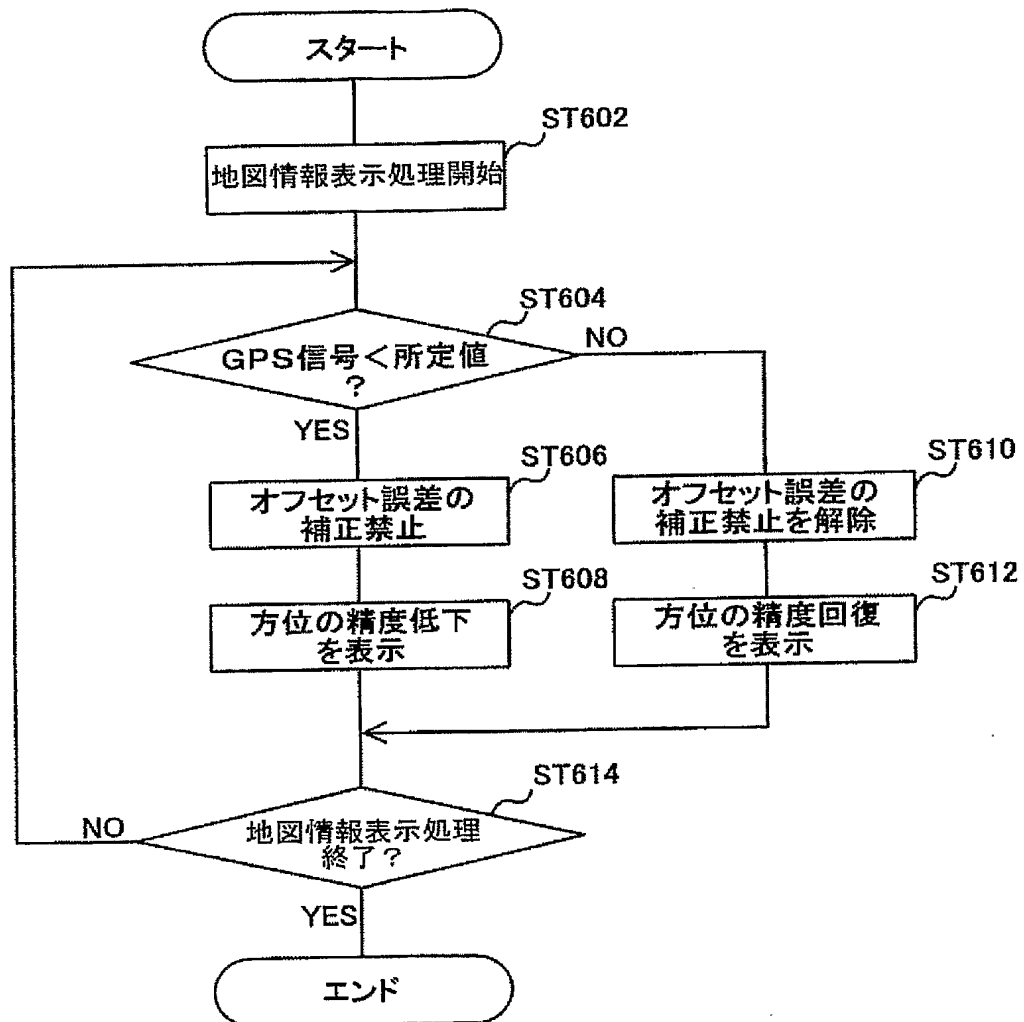 スタート
ST602
地図情報表示処理開始
ST604
GPS信号＜所定値
？
NO
YES
ST606
オフセット誤差の
補正禁止
ST610
オフセット誤差の
補正禁止を解除
ST608
方位の精度低下
を表示
ST612
方位の精度回復
を表示
ST614
地図情報表示処理
終了？
NO
YES
エンド